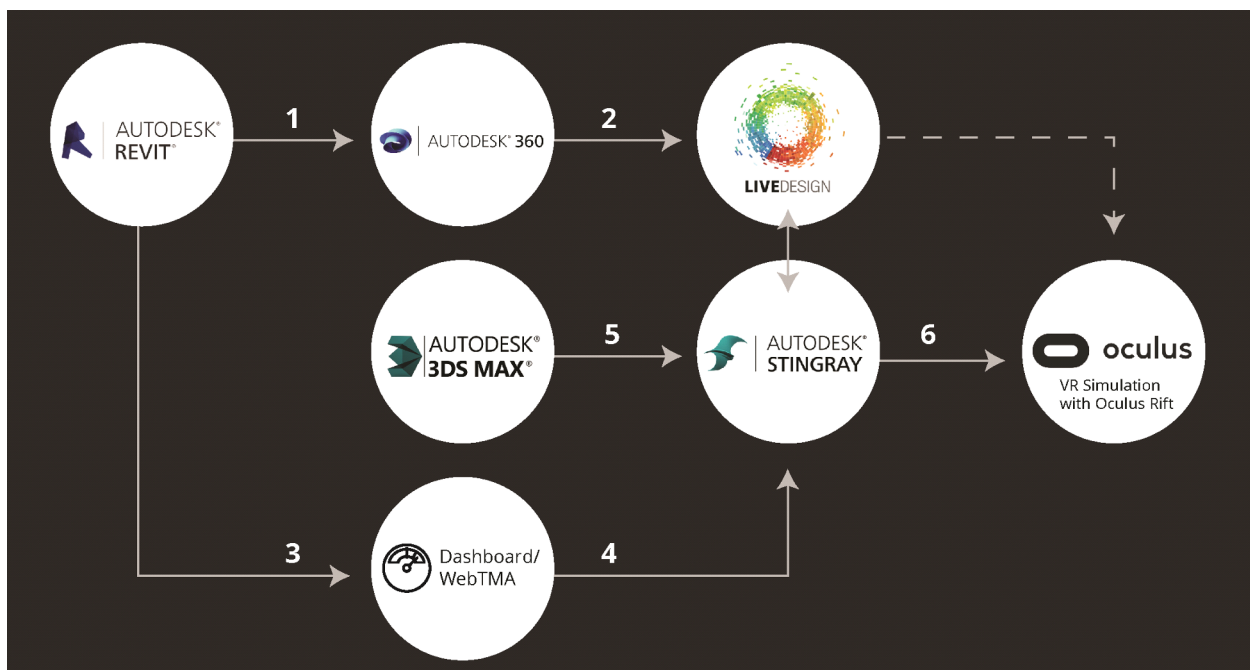 AUTODESK®
REVIT®
1
AUTODESK® 360
2
LIVEDESIGN
AUTODESK®
3DS MAX®
5
AUTODESK®
STINGRAY
6
oculus
VR Simulation
with Oculus Rift
3
Dashboard/
WebTMA
4